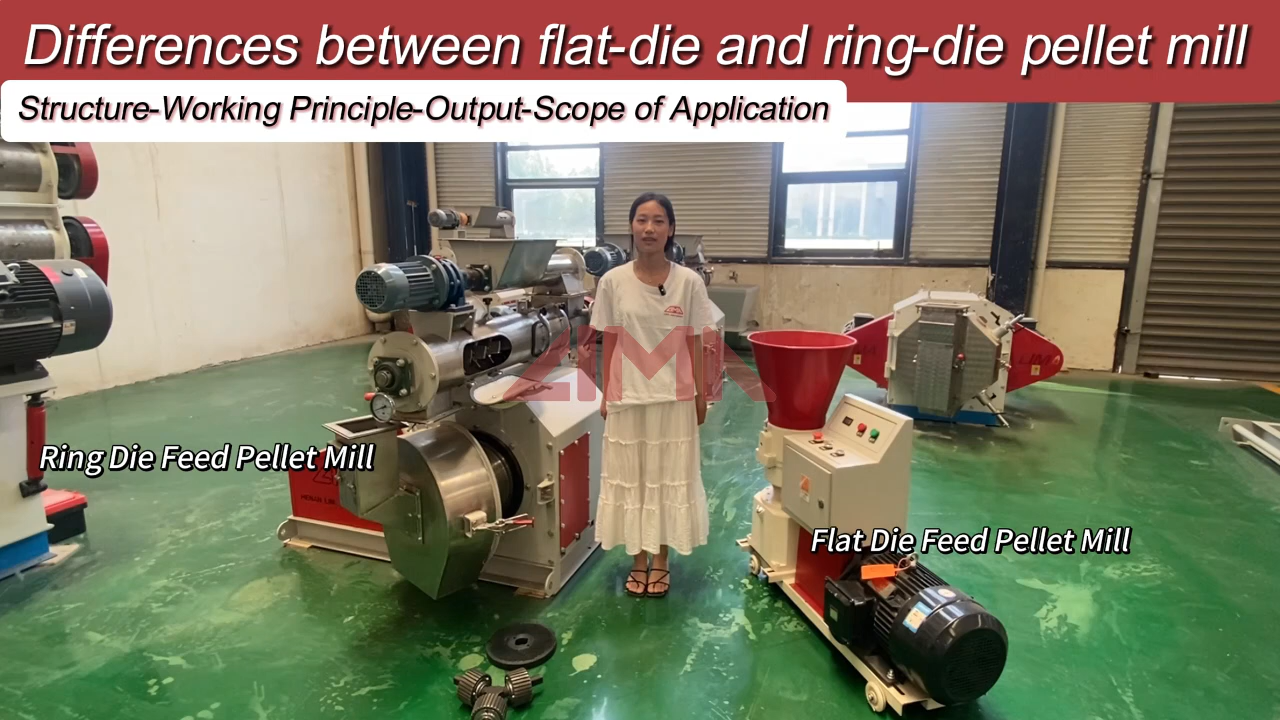 Differences between flat-die and ring-die pellet mill
Structure-Working Principle-Output-Scope of Application
Ring Die Feed Pellet Mill
Flat Die Feed Pellet Mill